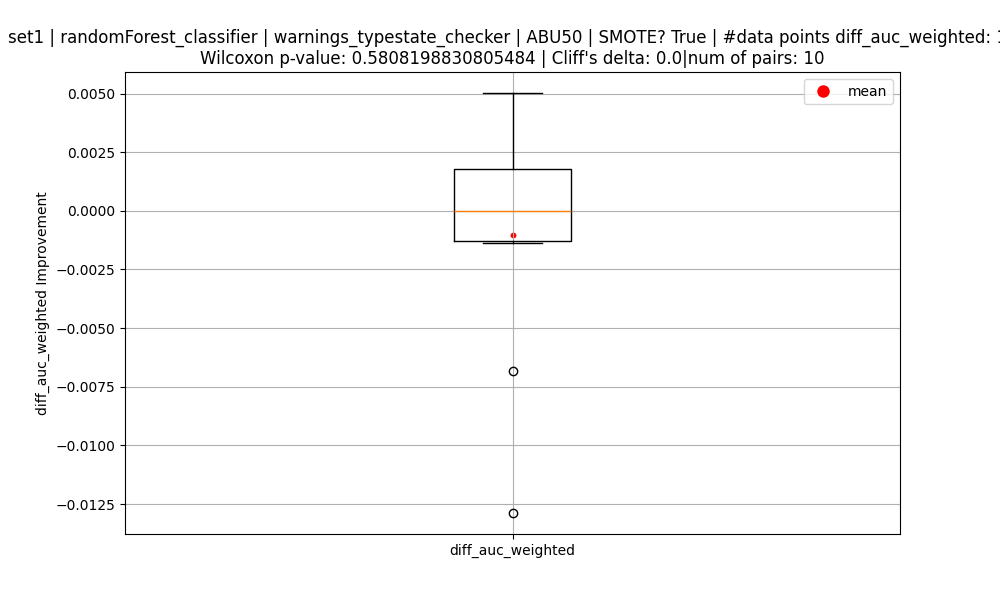 set1 | randomForest_classifier | warnings_typestate_checker | ABU50 | SMOTE? True | #data points diff_auc_weighted:
Wilcoxon p-value: 0.5808198830805484 | Cliff's delta: 0.0|num of pairs: 10
mean
0.0050
0.0025
0.0000
−0.0025
−0.0050
−0.0075
−0.0100
−0.0125
diff_auc_weighted Improvement
diff_auc_weighted